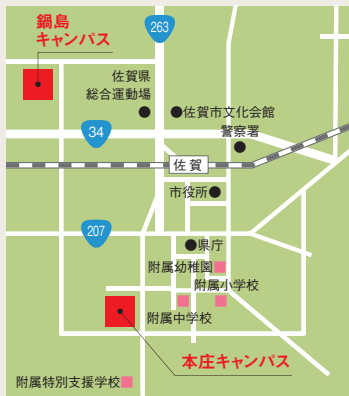 鍋島
キャンパス
263
佐賀県
総合運動場
佐賀市文化会館
34
警察署
佐賀
市役所
207
県庁
附属幼稚園
附属小学校
附属中学校
本庄キャンパス
附属特別支援学校